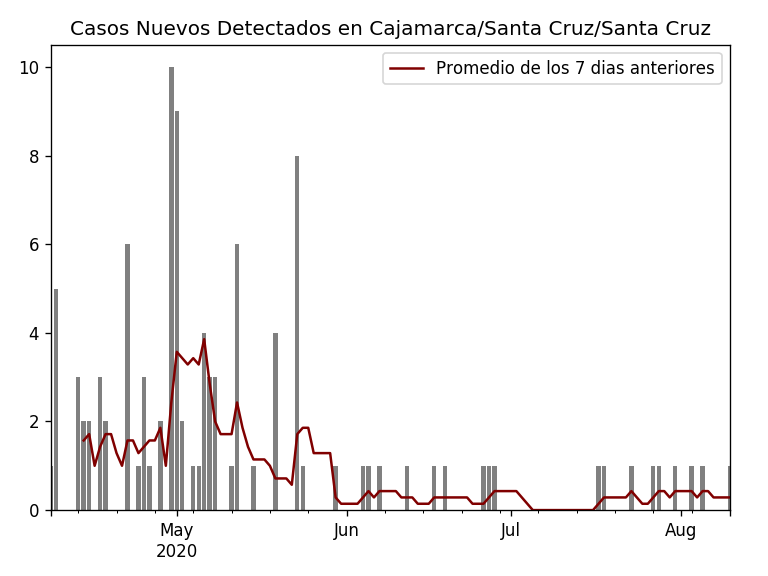 Casos Nuevos Detectados en Cajamarca/Santa Cruz/Santa Cruz
Promedio de los 7 dias anteriores
10
8
6
4
2
0
May
2020
Jun
Jul
Aug